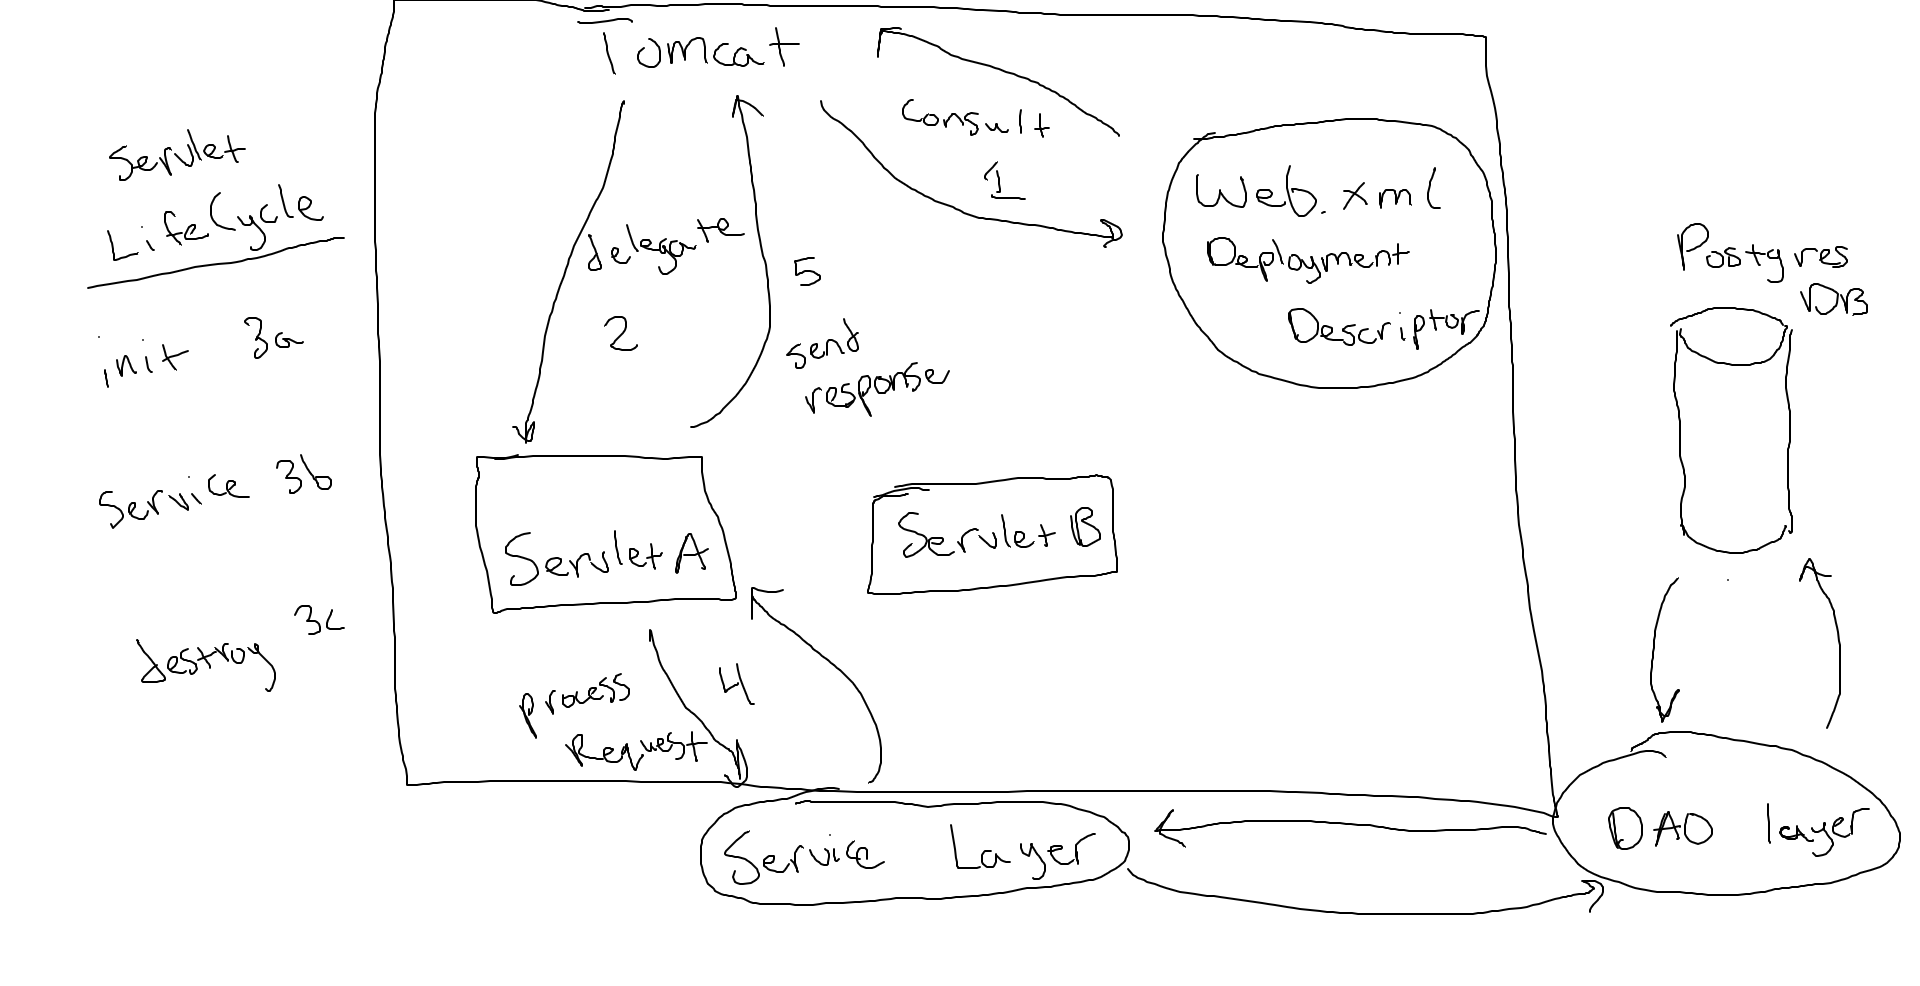 Tomcat
Consult
1
Servlet
LifeCycle
init 3a
Service 3b
destroy 3c
delegate
2
5
send
response
Web.xml
Deployment
Descriptor
Postgres
DB
Servlet A
Servlet B
process
Request
4
Service Layer
DAO layer